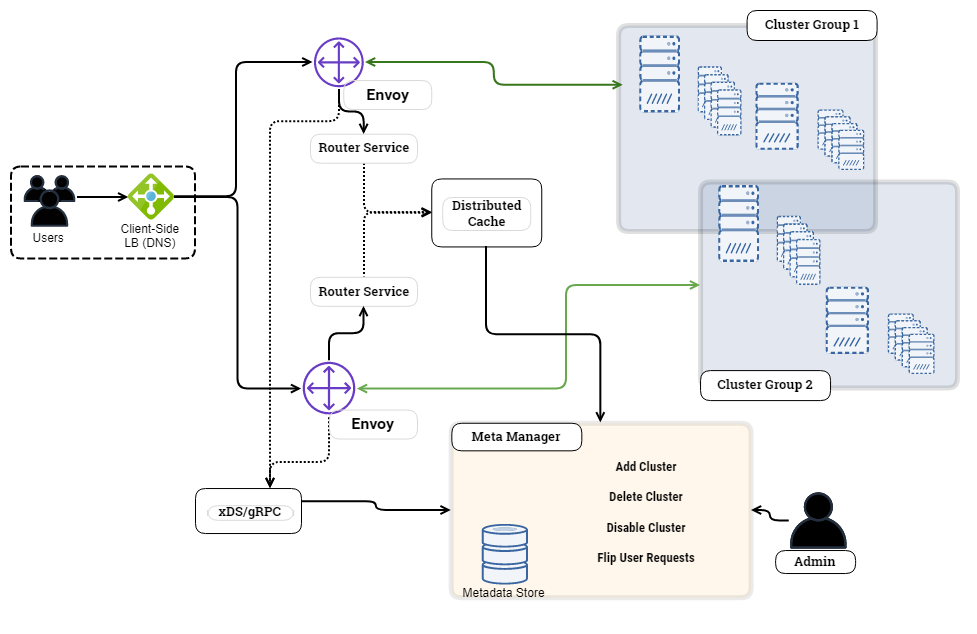 Cluster Group 1
Envoy
Router Service
Users
Client-Side
LB (DNS)
Distributed
Cache
Router Service
Cluster Group 2
Envoy
Meta Manager
Add Cluster
Delete Cluster
Disable Cluster
Flip User Requests
xDS/gRPC
Admin
Metadata Store